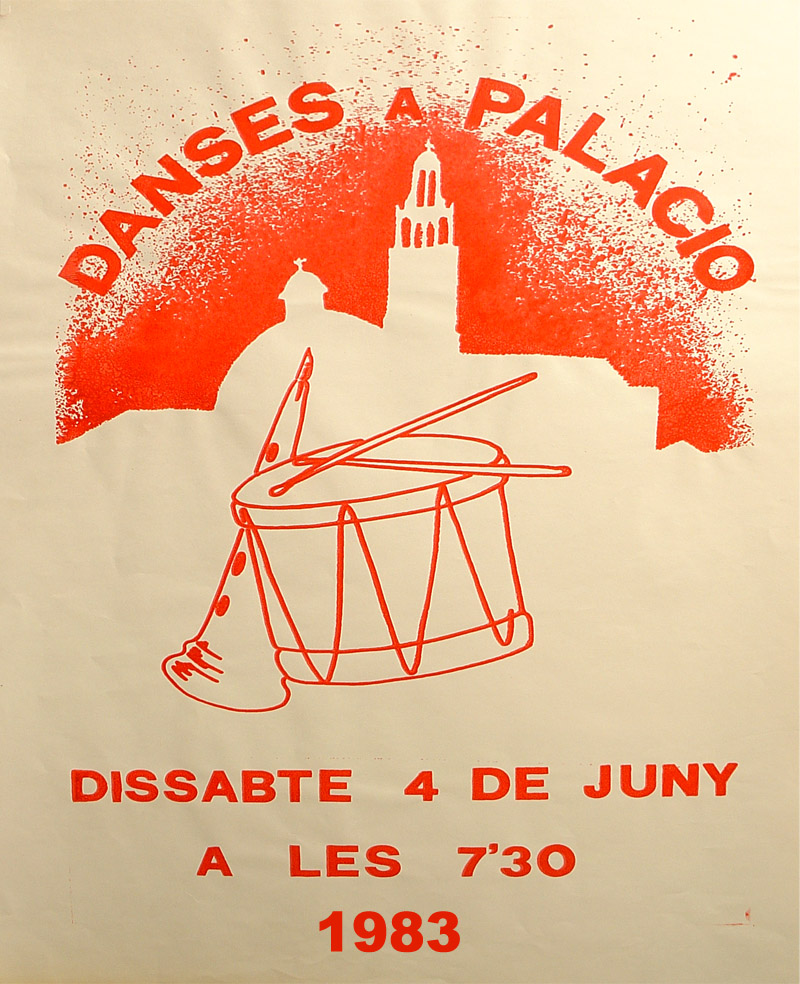 DANSES A PALACIO
DISSABTE 4 DE JUNY
A LES 7'30
1983